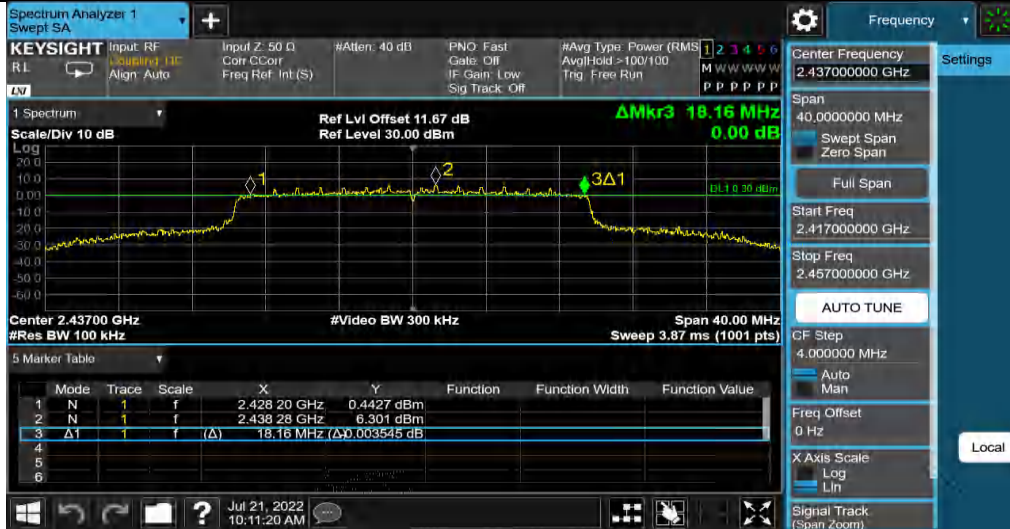 Spectrum Analyzer 1
Swept SA
+
Frequency
KEYSIGHT
RL
LXI
Input: RF
Coupling: DC
Align: Auto
Input Z: 50 Ω
Corr CCorr
Freq Ref: Int (S)
#Atten: 40 dB
PNO: Fast
Gate: Off
IF Gain: Low
Sig Track: Off
#Avg Type: Power (RMS
Avg|Hold >100/100
Trig: Free Run
1 2 3 4 5 6
M W W W W W
P P P P P P
1 Spectrum
Scale/Div 10 dB
Log
Ref Lvl Offset 11.67 dB
Ref Level 30.00 dBm
ΔMkr3 18.16 MHz
0.00 dB
20.0
10.0
0.00
-10.0
-20.0
-30.0
-40.0
-50.0
-60.0
1
2
3Δ1
DL1 0.30 dBm
Center 2.43700 GHz
#Res BW 100 kHz
#Video BW 300 kHz
Span 40.00 MHz
Sweep 3.87 ms (1001 pts)
5 Marker Table
Mode Trace Scale X Y Function Function Width Function Value
1 N 1 f 2.428 20 GHz 0.4427 dBm
2 N 1 f 2.438 28 GHz 6.301 dBm
3 Δ1 1 f (Δ) 18.16 MHz (Δ) 0.003545 dB
4
5
6
Jul 21, 2022
10:11:20 AM
?
Center Frequency
2.437000000 GHz
Settings
Span
40.0000000 MHz
Swept Span
Zero Span
Full Span
Start Freq
2.417000000 GHz
Stop Freq
2.457000000 GHz
AUTO TUNE
CF Step
4.000000 MHz
Auto
Man
Freq Offset
0 Hz
X Axis Scale
Log
Lin
Local
Signal Track
(Span Zoom)